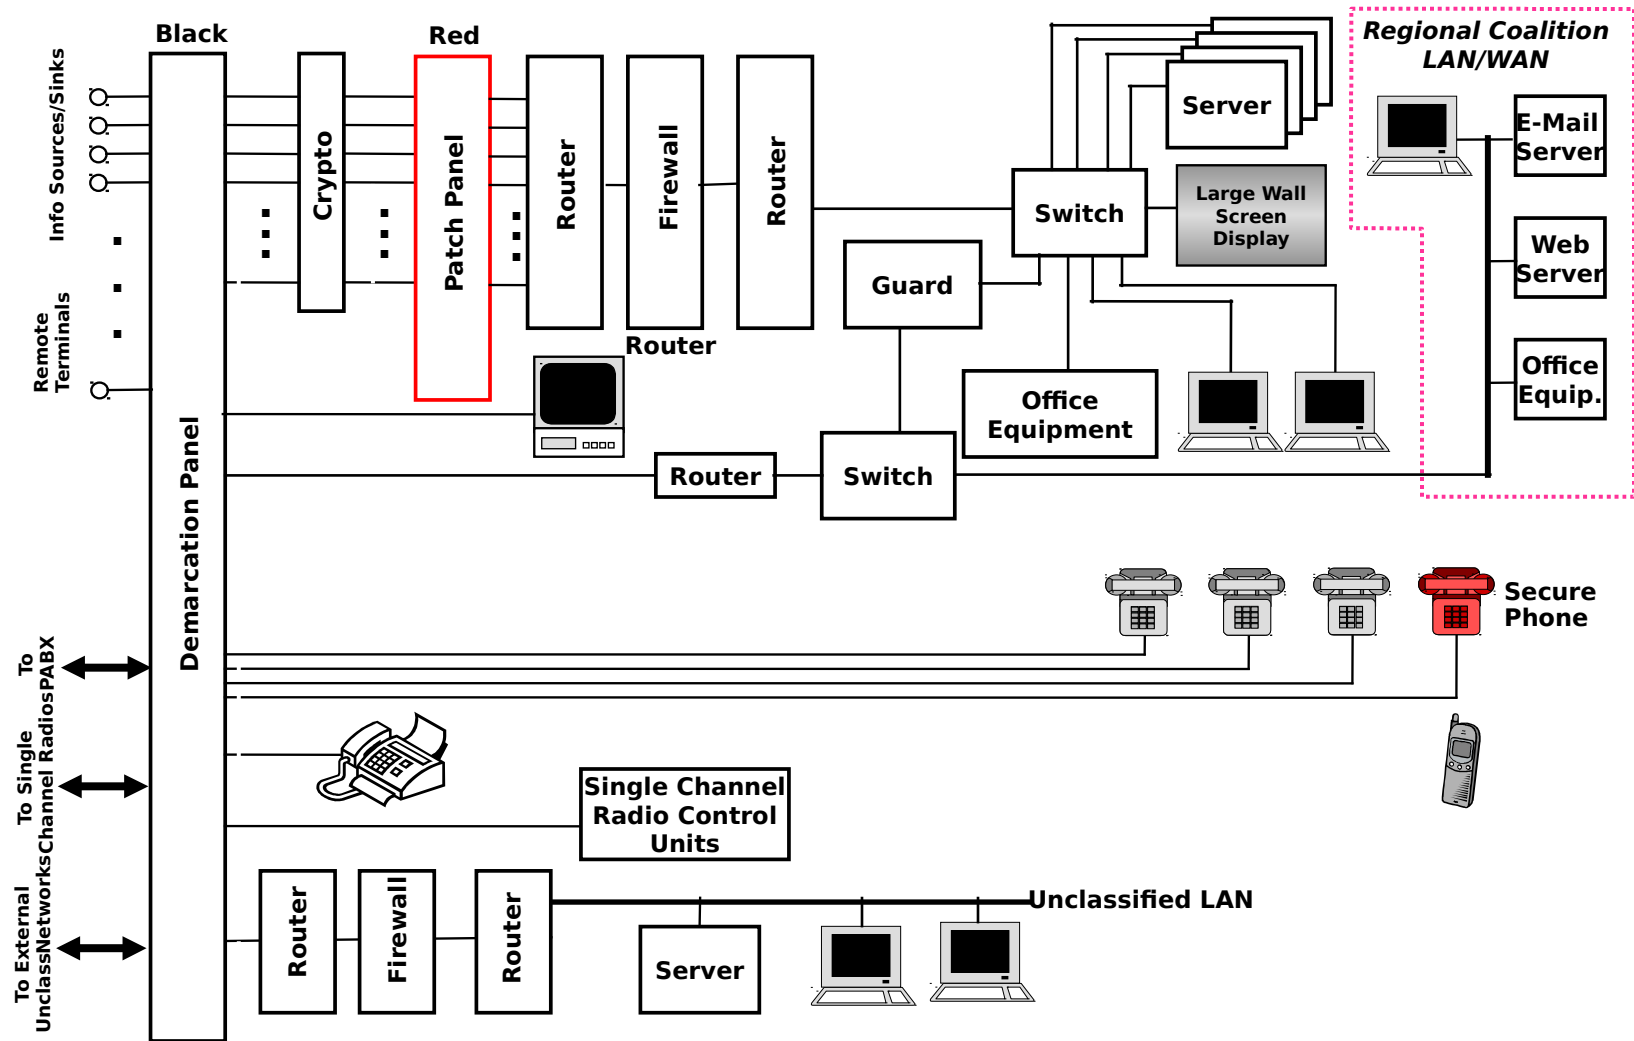 Black
Red
Regional Coalition
LAN/WAN
Info Sources/Sinks
Remote
Terminals
Demarcation Panel
Crypto
Patch Panel
Router
Firewall
Router
Router
Server
Switch
Large Wall
Screen
Display
E-Mail
Server
Web
Server
Office
Equip.
Guard
Office
Equipment
Router
Switch
Secure
Phone
To
PABX
To Single
Channel Radios
To External
UnclassNetworks
Single Channel
Radio Control
Units
Router
Firewall
Router
Unclassified LAN
Server